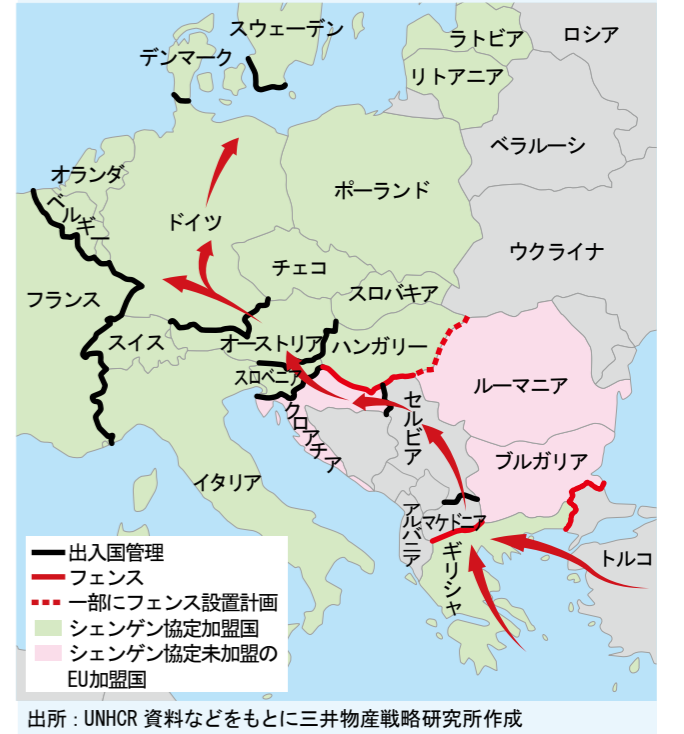 スウェーデン
デンマーク
ラトビア
ロシア
リトアニア
ベラルーシ
オランダ
ベルギー
ドイツ
ポーランド
ウクライナ
チェコ
スロバキア
フランス
スイス
オーストリア
ハンガリー
スロベニア
クロアチア
セルビア
ルーマニア
ブルガリア
イタリア
アルバニア
マケドニア
ギリシャ
トルコ
出入国管理
フェンス
一部にフェンス設置計画
シェンゲン協定加盟国
シェンゲン協定未加盟の
EU加盟国
出所：UNHCR 資料などをもとに三井物産戦略研究所作成